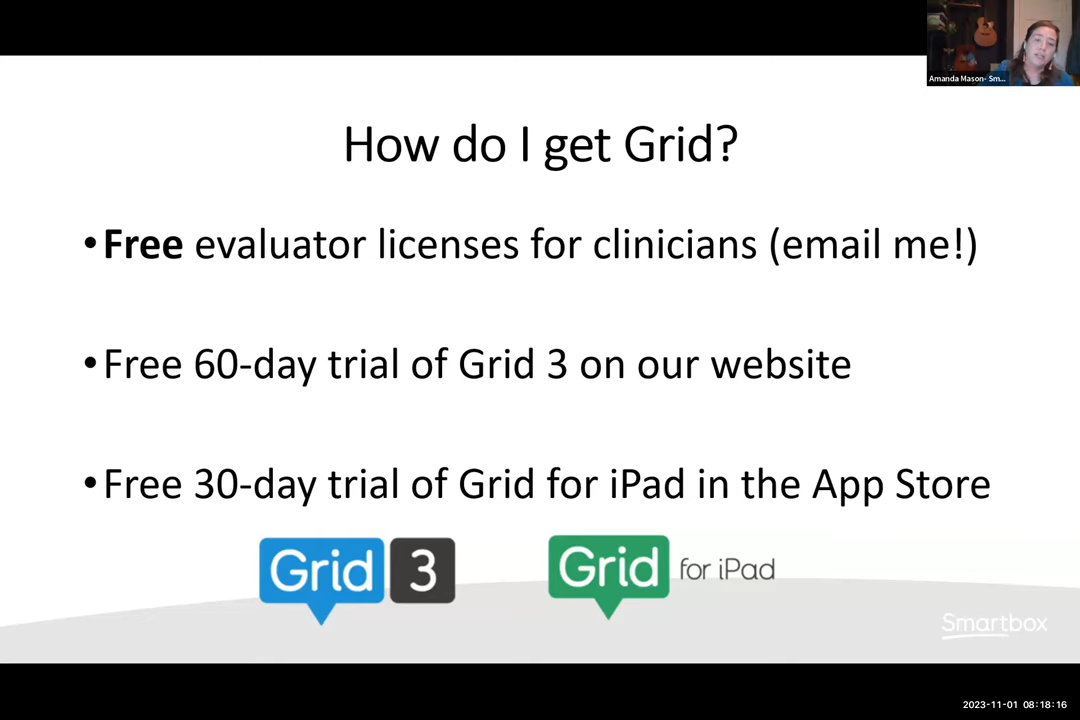 Amanda Mason- Sm...
How do I get Grid?
•Free evaluator licenses for clinicians (email me!)
•Free 60-day trial of Grid 3 on our website
•Free 30-day trial of Grid for iPad in the App Store
Grid 3
Grid for iPad
Smartbox
2023-11-01 08:18:16